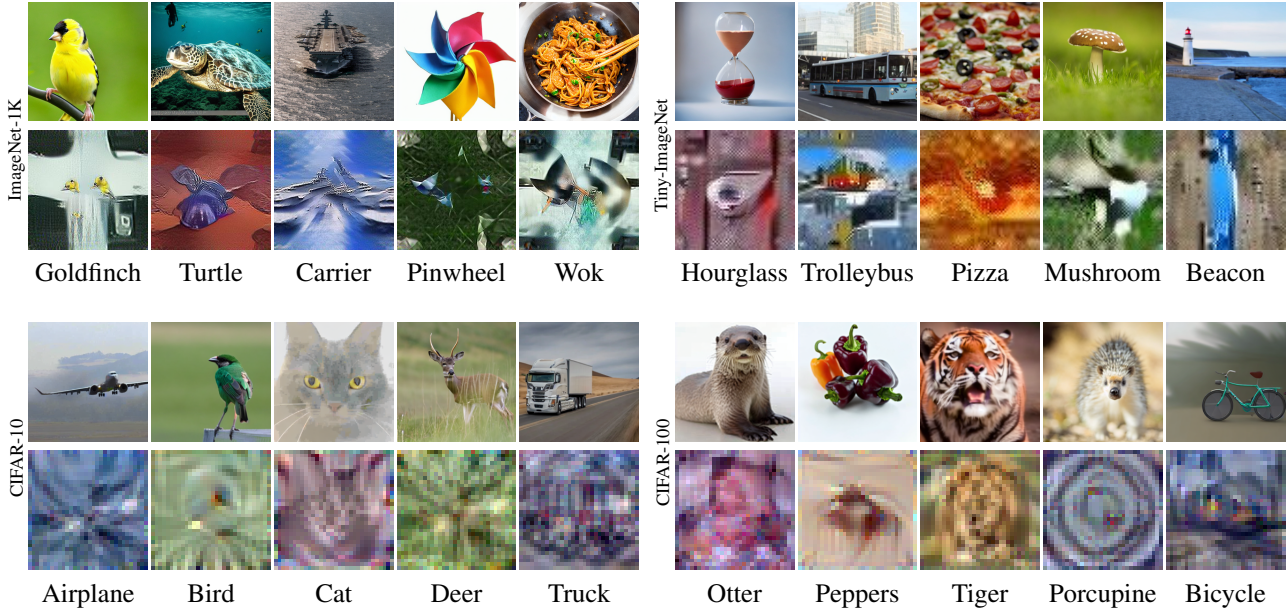 ImageNet-1K
Goldfinch Turtle Carrier Pinwheel Wok
Tiny-ImageNet
Hourglass Trolleybus Pizza Mushroom Beacon
CIFAR-10
Airplane Bird Cat Deer Truck
CIFAR-100
Otter Peppers Tiger Porcupine Bicycle